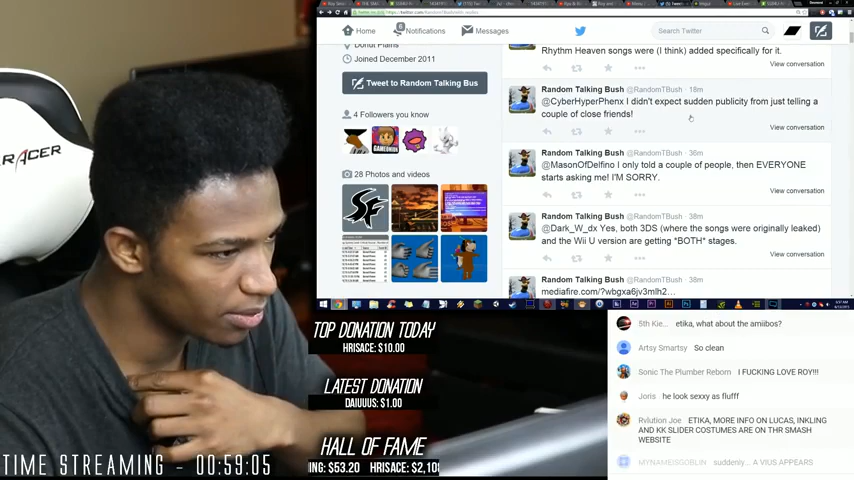 Home
Notifications
Messages
Search Twitter
Donut Plains
Joined December 2011
Tweet to Random Talking Bus
4 Followers you know
GAMEUNION
28 Photos and videos
SF
Rhythm Heaven songs were (I think) added specifically for it.
View conversation
Random Talking Bush @RandomTBush · 18m
@CyberHyperPhenx I didn't expect sudden publicity from just telling a
couple of close friends!
View conversation
Random Talking Bush @RandomTBush · 36m
@MasonOfDelfino I only told a couple of people, then EVERYONE
starts asking me! I'M SORRY.
View conversation
Random Talking Bush @RandomTBush · 38m
@Dark_W_dx Yes, both 3DS (where the songs were originally leaked)
and the Wii U version are getting *BOTH* stages.
View conversation
Random Talking Bush @RandomTBush · 38m
mediafire.com/?wbgxa6jv3mlh2...
RACER
TOP DONATION TODAY
HRISACE: $10.00
LATEST DONATION
DAIUUUS: $1.00
HALL OF FAME
ING: $53.20 HRISACE: $2,10
TIME STREAMING - 00:59:05
5th Kie... etika, what about the amiibos?
Artsy Smartsy So clean
Sonic The Plumber Reborn I FUCKING LOVE ROY!!!
Joris he look sexxy as flufff
Rvlution Joe ETIKA, MORE INFO ON LUCAS, INKLING
AND KK SLIDER COSTUMES ARE ON THR SMASH
WEBSITE
MYNAMEISGOBLIN suddenly... A VIUS APPEARS